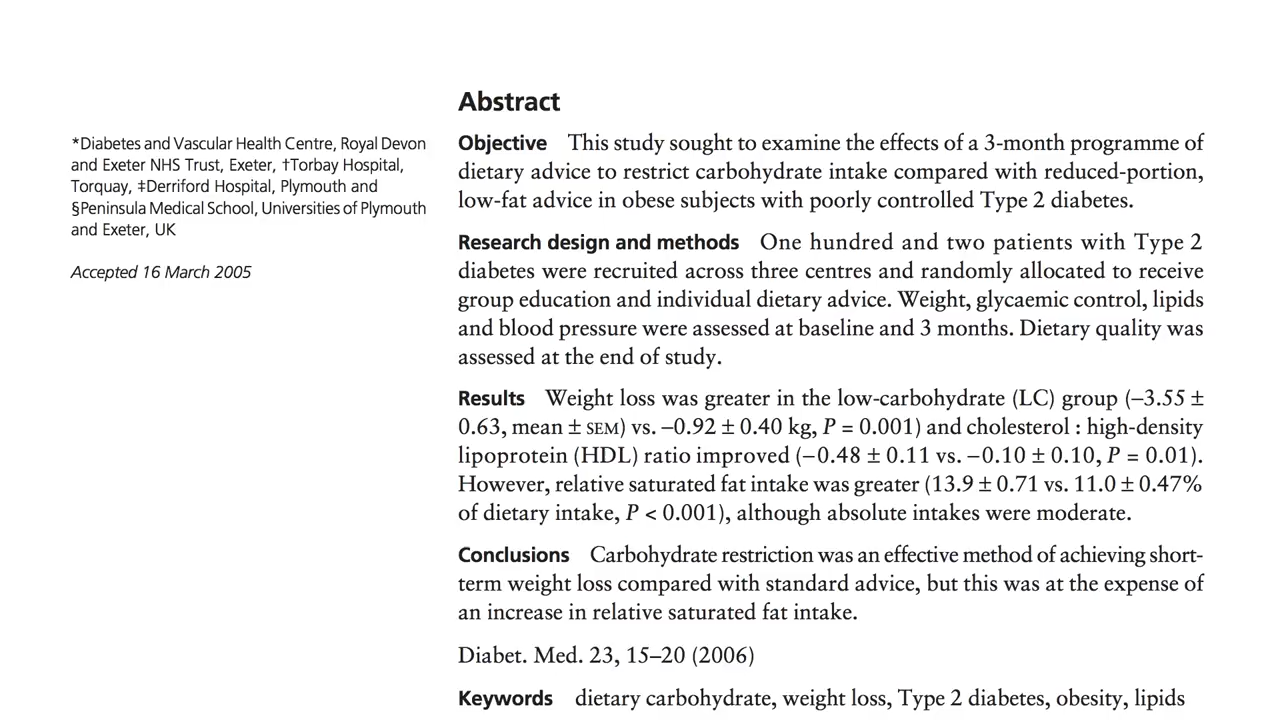 *Diabetes and Vascular Health Centre, Royal Devon
and Exeter NHS Trust, Exeter, †Torbay Hospital,
Torquay, ‡Derriford Hospital, Plymouth and
§Peninsula Medical School, Universities of Plymouth
and Exeter, UK
Accepted 16 March 2005
Abstract
Objective This study sought to examine the effects of a 3-month programme of
dietary advice to restrict carbohydrate intake compared with reduced-portion,
low-fat advice in obese subjects with poorly controlled Type 2 diabetes.
Research design and methods One hundred and two patients with Type 2
diabetes were recruited across three centres and randomly allocated to receive
group education and individual dietary advice. Weight, glycaemic control, lipids
and blood pressure were assessed at baseline and 3 months. Dietary quality was
assessed at the end of study.
Results Weight loss was greater in the low-carbohydrate (LC) group (–3.55 ±
0.63, mean ± SEM) vs. –0.92 ± 0.40 kg, P = 0.001) and cholesterol : high-density
lipoprotein (HDL) ratio improved (–0.48 ± 0.11 vs. –0.10 ± 0.10, P = 0.01).
However, relative saturated fat intake was greater (13.9 ± 0.71 vs. 11.0 ± 0.47%
of dietary intake, P < 0.001), although absolute intakes were moderate.
Conclusions Carbohydrate restriction was an effective method of achieving short-
term weight loss compared with standard advice, but this was at the expense of
an increase in relative saturated fat intake.
Diabet. Med. 23, 15–20 (2006)
Keywords dietary carbohydrate, weight loss, Type 2 diabetes, obesity, lipids